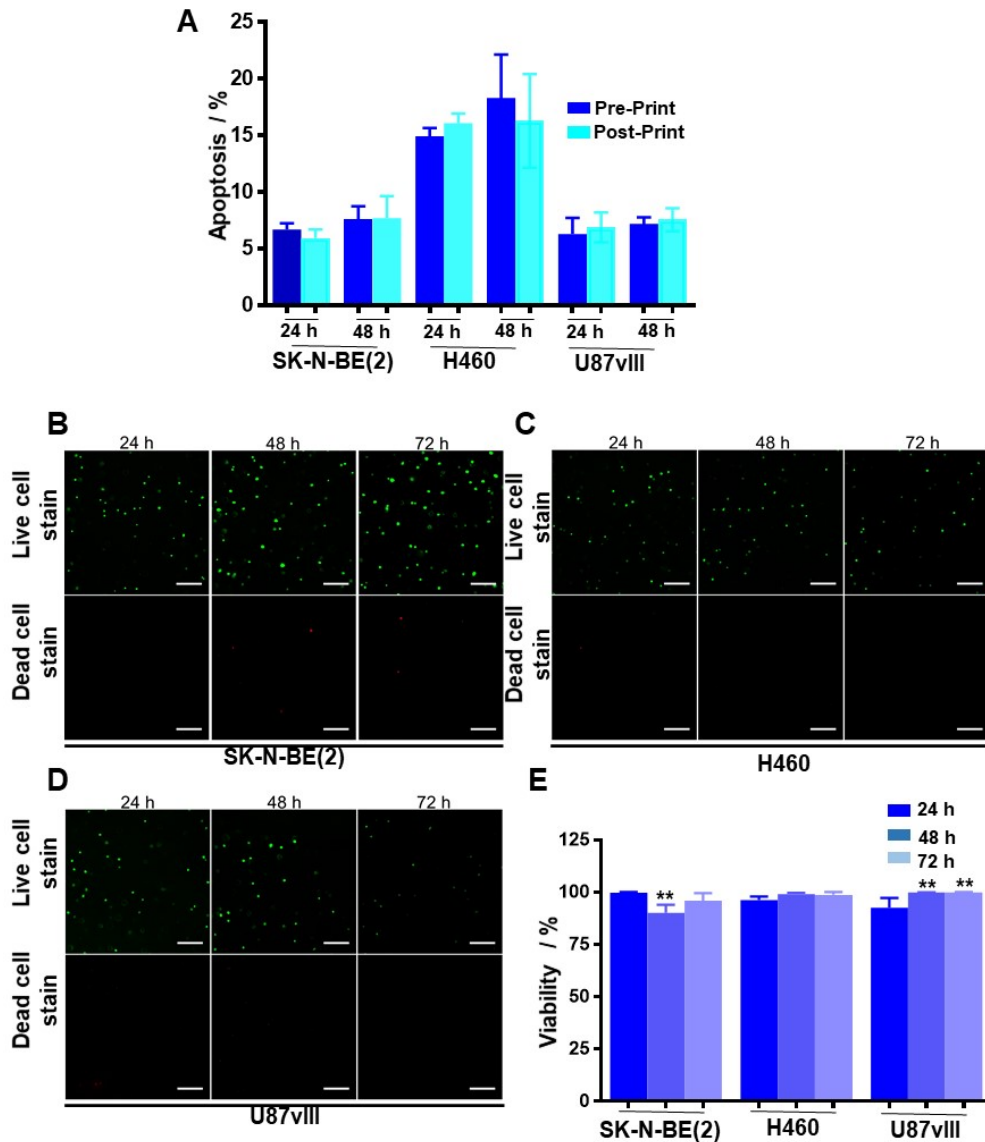 A
25
20
15
10
5
0
Apoptosis / %
Pre-Print
Post-Print
24 h 48 h 24 h 48 h 24 h 48 h
SK-N-BE(2) H460 U87vIII
B
24 h 48 h 72 h
Live cell
stain
Dead cell
stain
SK-N-BE(2)
C
24 h 48 h 72 h
Live cell
stain
Dead cell
stain
H460
D
24 h 48 h 72 h
Live cell
stain
Dead cell
stain
U87vIII
E
24 h
48 h
72 h
125
100
75
50
25
0
Viability / %
** ** **
SK-N-BE(2) H460 U87vIII